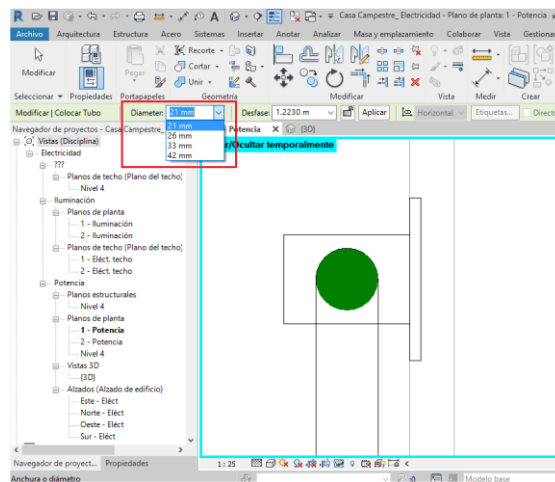 Casa Campestre_ Electricidad - Plano de planta: 1 - Potencia
Archivo Arquitectura Estructura Acero Sistemas Insertar Anotar Analizar Masa y emplazamiento Colaborar Vista Gestionar
Modificar
Pegar
Recorte
Cortar
Unir
Seleccionar Propiedades Portapapeles Geometría Modificar Vista Medir Crear
Modificar | Colocar Tubo Diameter: 21 mm Desfase: 1.2230 m Aplicar Horizontal Etiquetas... Direct
21 mm
26 mm
33 mm
42 mm
Navegador de proyectos - Casa Campestre_ Potencia X (3D)
r/Ocultar temporalmente
Vistas (Disciplina)
Electricidad
???
Planos de techo (Plano del techo)
Nivel 4
Iluminación
Planos de planta
1 - Iluminación
2 - Iluminación
Planos de techo (Plano del techo)
1 - Eléct. techo
2 - Eléct. techo
Potencia
Planos estructurales
Nivel 4
Planos de planta
1 - Potencia
2 - Potencia
Nivel 4
Vistas 3D
{3D}
Alzados (Alzado de edificio)
Este - Eléct
Norte - Eléct
Oeste - Eléct
Sur - Eléct
Navegador de proyect... Propiedades 1 : 25
Anchura o diámetro :0 Modelo base